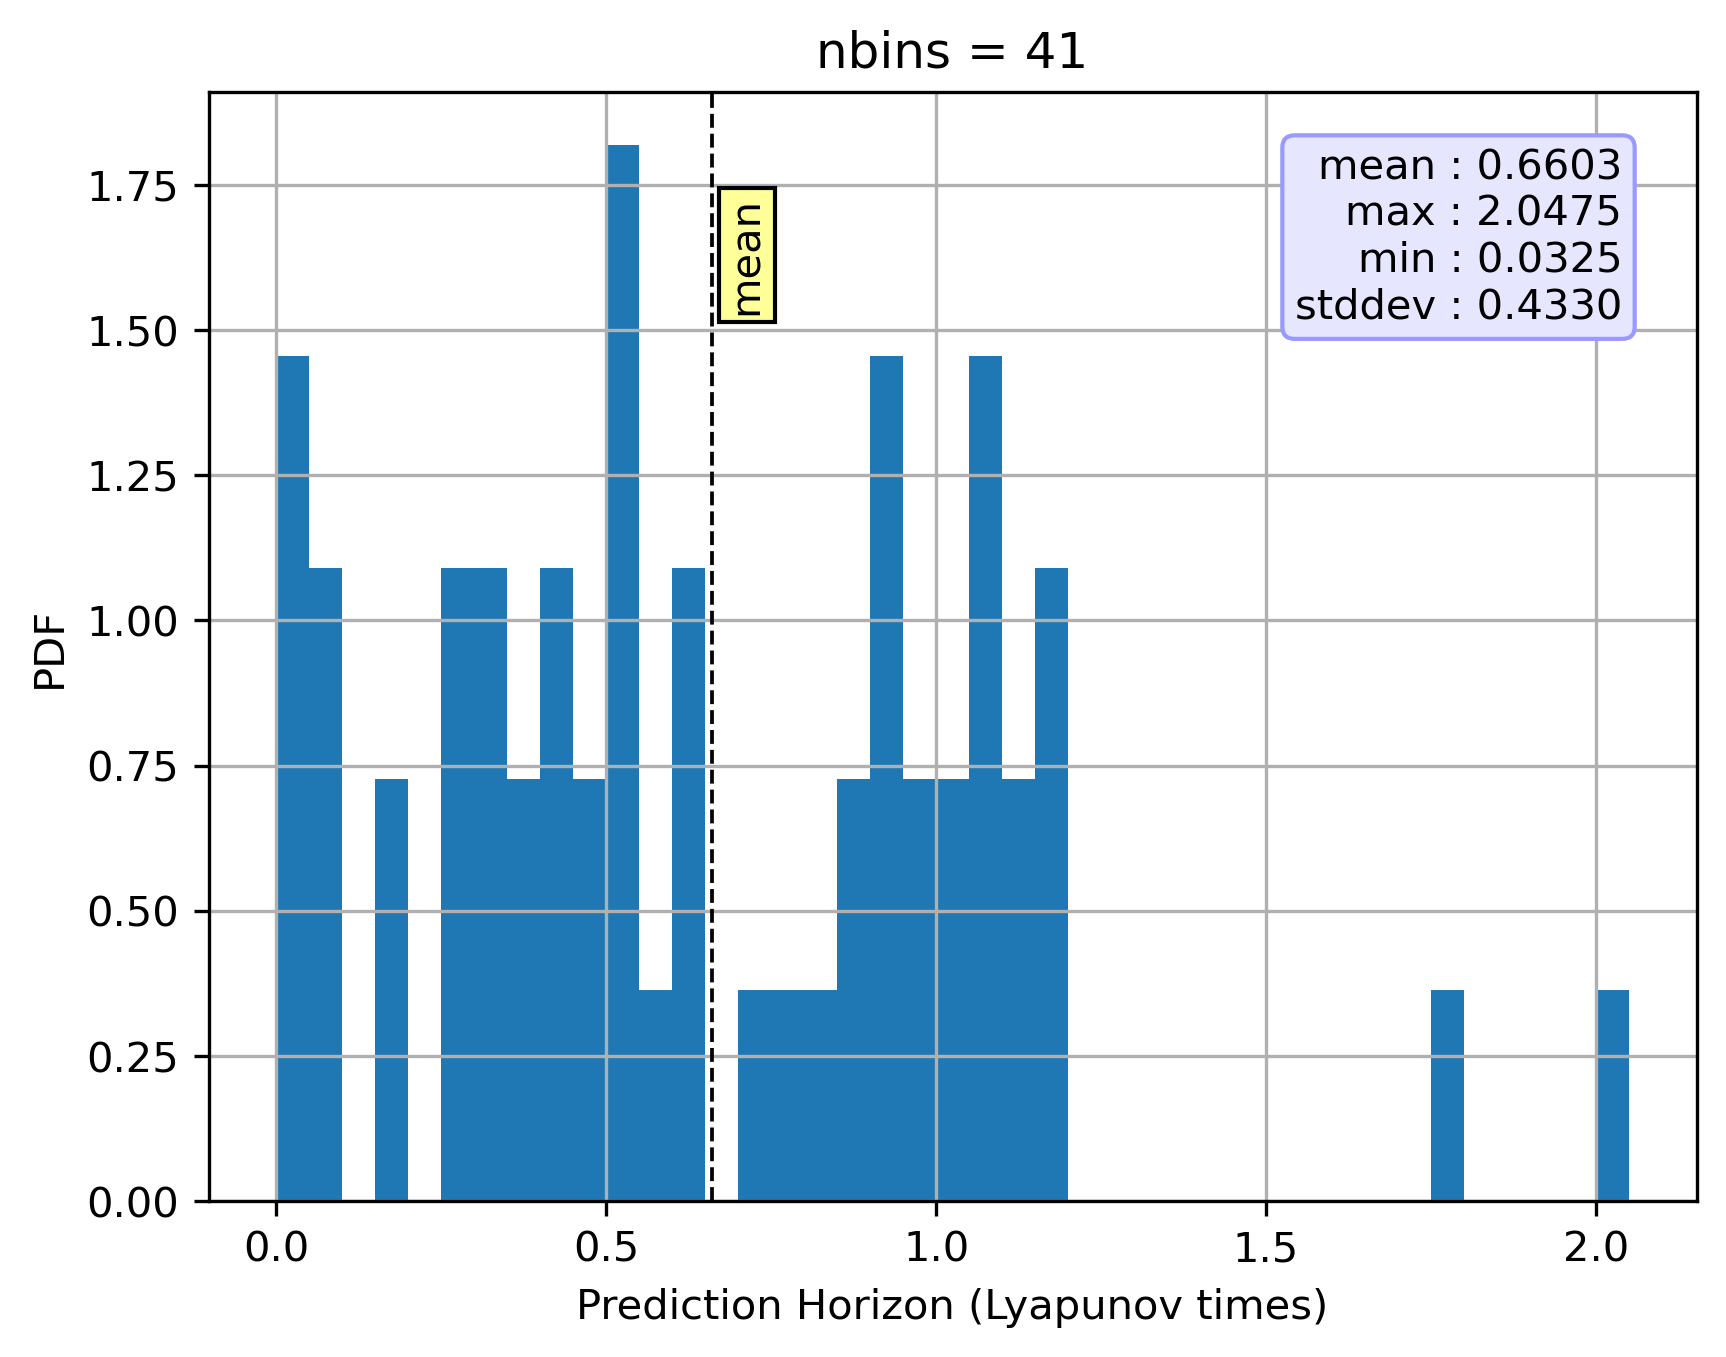 nbins = 41
mean : 0.6603
max : 2.0475
min : 0.0325
stddev : 0.4330
mean
PDF
1.75
1.50
1.25
1.00
0.75
0.50
0.25
0.00
0.0 0.5 1.0 1.5 2.0
Prediction Horizon (Lyapunov times)